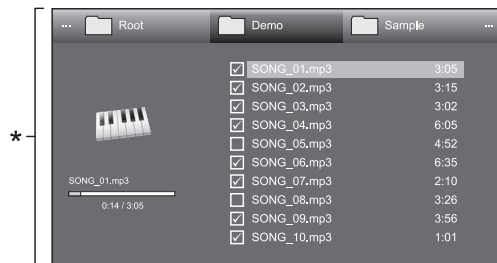 ... Root Demo Sample ...
SONG_01.mp3 3:05
SONG_02.mp3 3:15
SONG_03.mp3 3:02
SONG_04.mp3 6:05
*
SONG_05.mp3 4:52
SONG_06.mp3 6:35
SONG_01.mp3
SONG_07.mp3 2:10
0:14 / 3:05
SONG_08.mp3 3:26
SONG_09.mp3 3:56
SONG_10.mp3 1:01